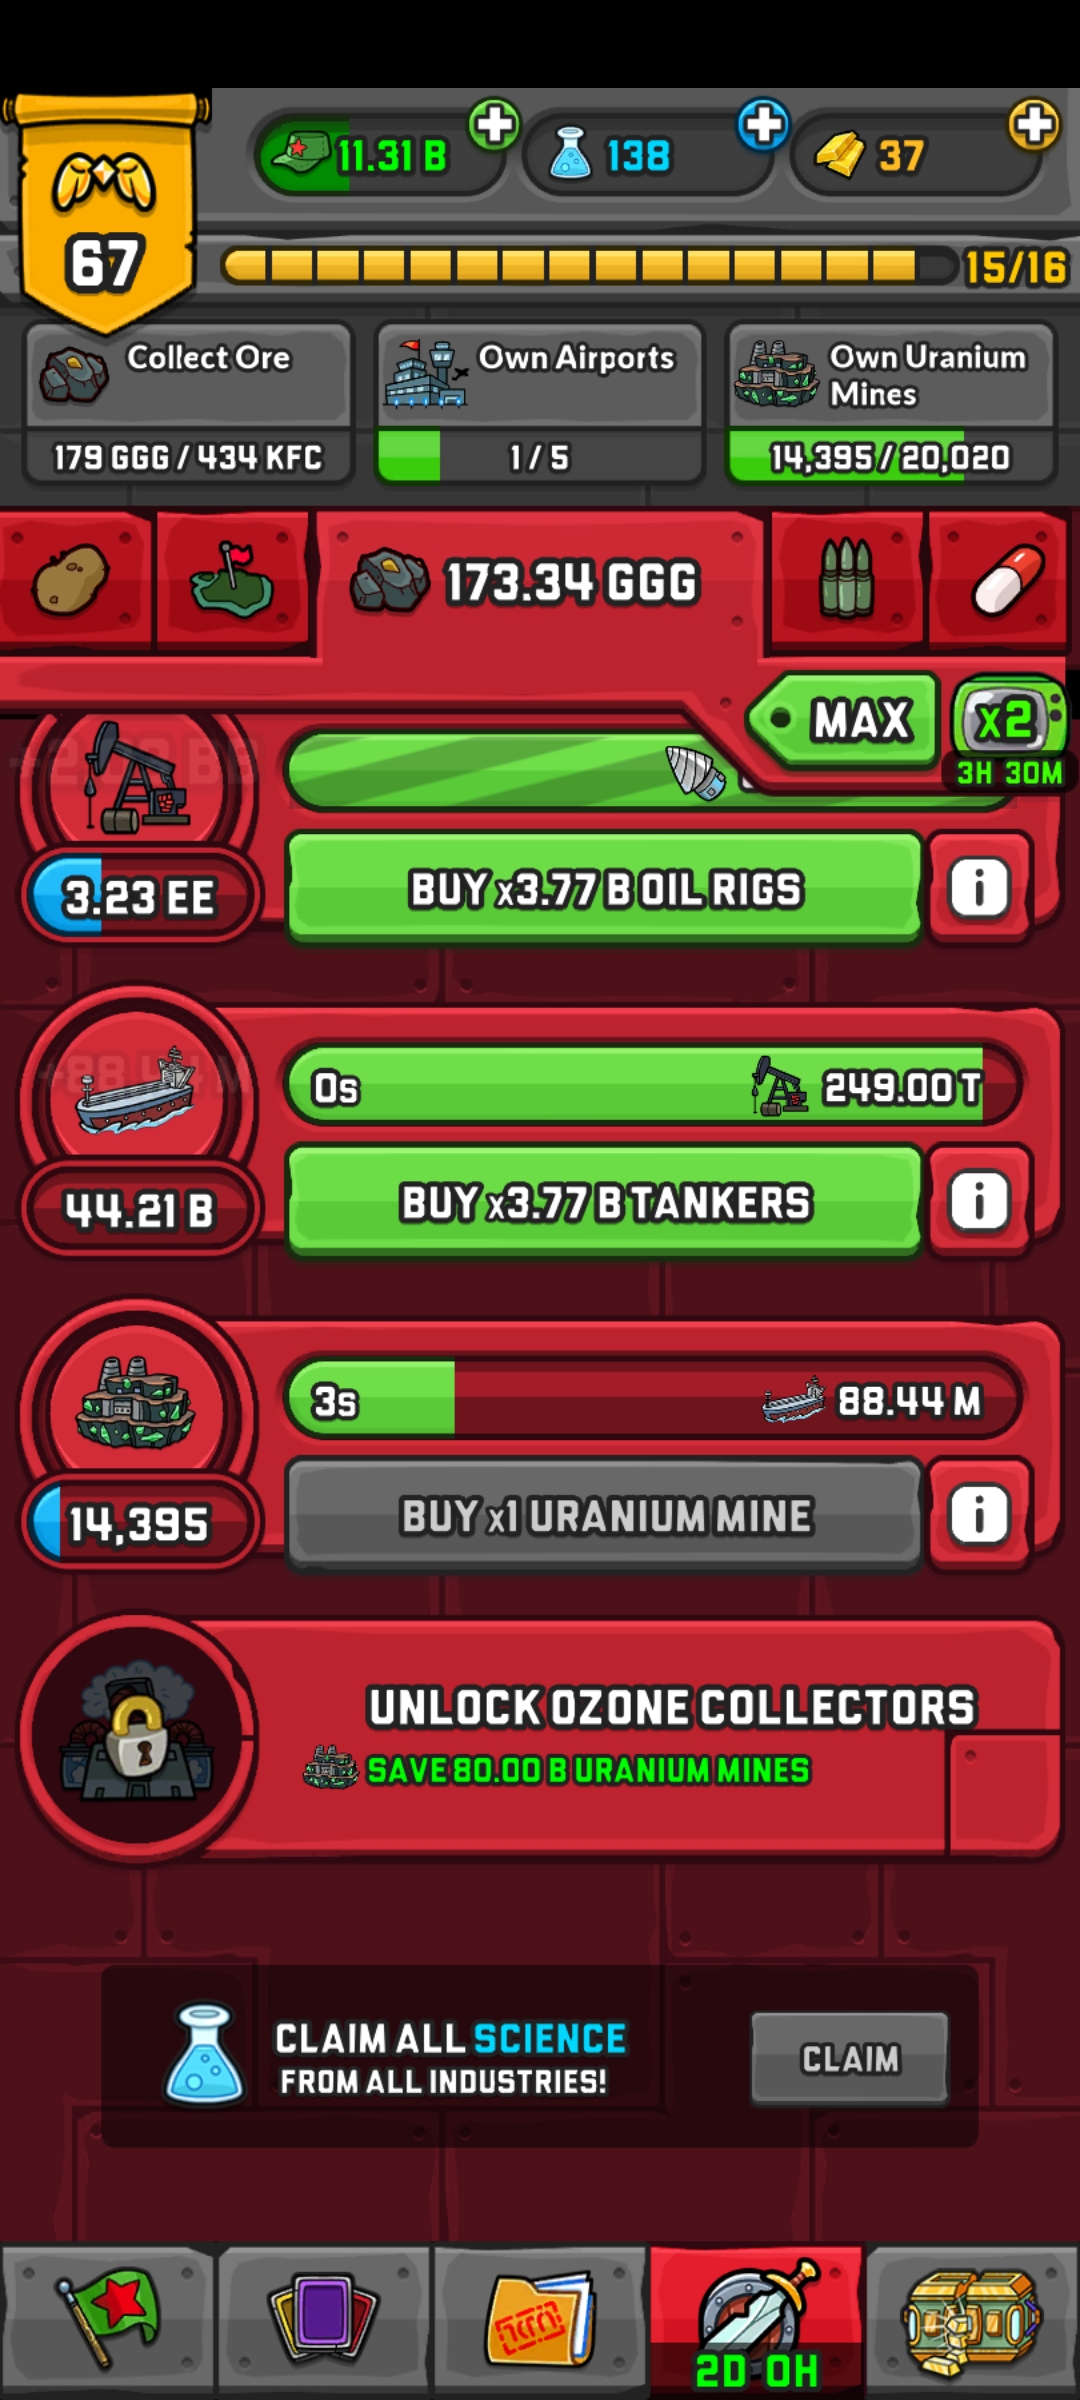 11.31 B
138
37
67
15/16
Collect Ore
179 GGG / 434 KFC
Own Airports
1 / 5
Own Uranium
Mines
14,395 / 20,020
173.34 GGG
MAX
x2
3H 30M
3.23 EE
BUY x3.77 B OIL RIGS
i
0s
249.00 T
44.21 B
BUY x3.77 B TANKERS
i
3s
88.44 M
14,395
BUY x1 URANIUM MINE
i
UNLOCK OZONE COLLECTORS
SAVE 80.00 B URANIUM MINES
CLAIM ALL SCIENCE
FROM ALL INDUSTRIES!
CLAIM
2D 0H